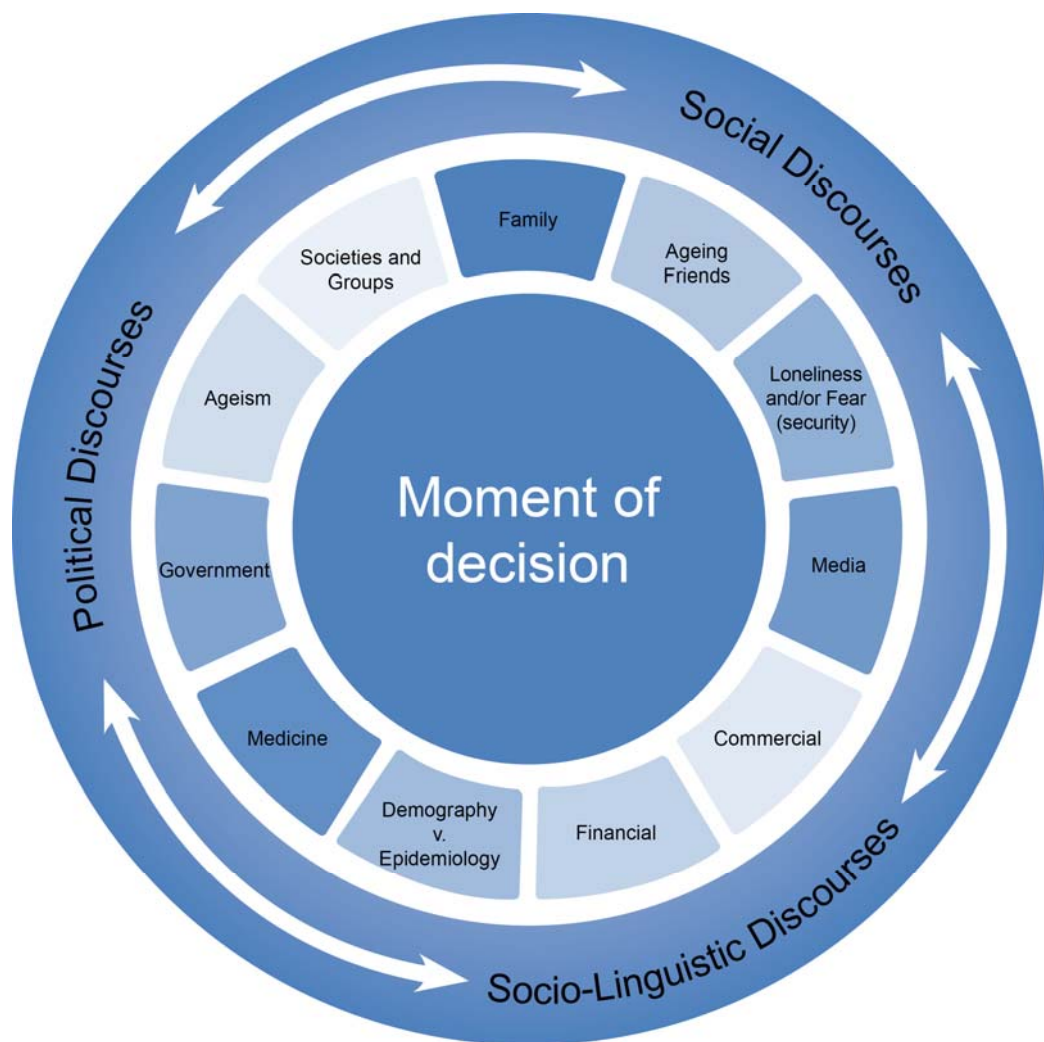 Social Discourses
Family
Ageing
Friends
Loneliness
and/or Fear
(security)
Media
Commercial
Financial
Demography
v.
Epidemiology
Medicine
Government
Ageism
Societies and
Groups
Moment of
decision
Socio-Linguistic Discourses
Political Discourses